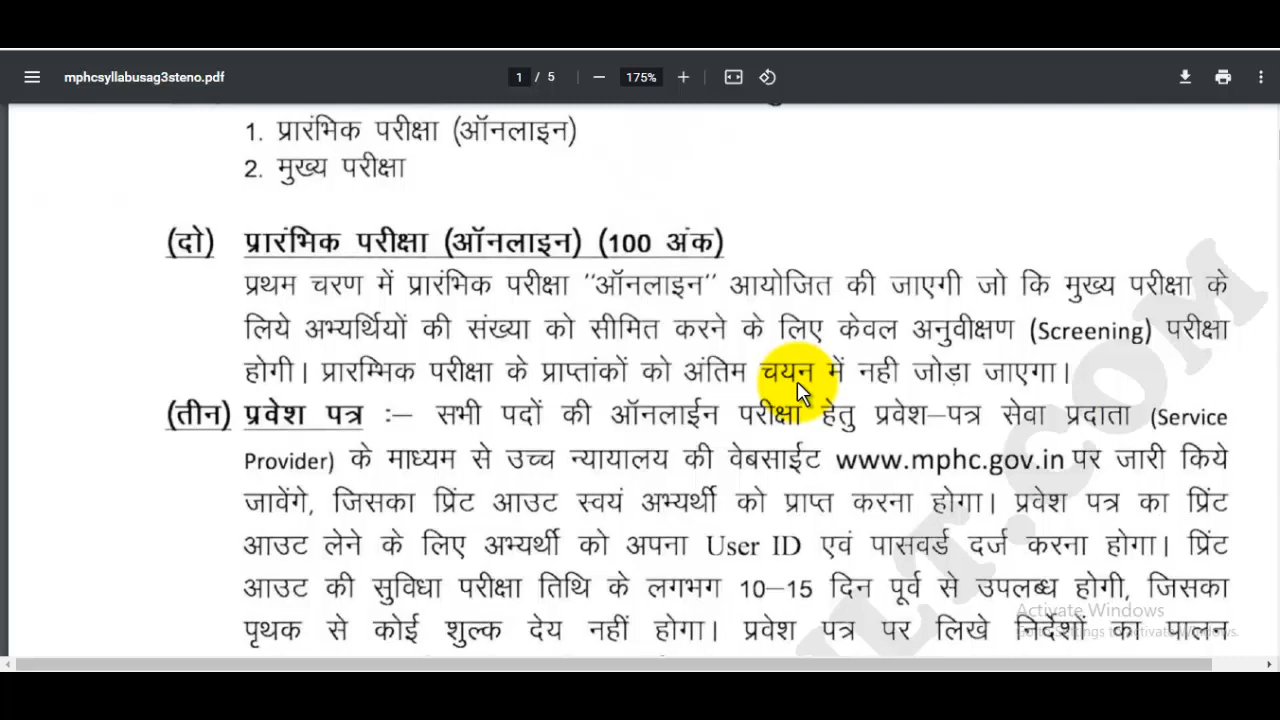 mphcsyllabusag3steno.pdf
1 / 5
175%
1. प्रारंभिक परीक्षा (ऑनलाइन)
2. मुख्य परीक्षा
(दो) प्रारंभिक परीक्षा (ऑनलाइन) (100 अंक)
प्रथम चरण में प्रारंभिक परीक्षा ''ऑनलाइन'' आयोजित की जाएगी जो कि मुख्य परीक्षा के
लिये अभ्यर्थियों की संख्या को सीमित करने के लिए केवल अनुवीक्षण (Screening) परीक्षा
होगी। प्रारम्भिक परीक्षा के प्राप्तांकों को अंतिम चयन में नही जोड़ा जाएगा।
(तीन) प्रवेश पत्र :– सभी पदों की ऑनलाईन परीक्षा हेतु प्रवेश–पत्र सेवा प्रदाता (Service
Provider) के माध्यम से उच्च न्यायालय की वेबसाईट www.mphc.gov.in पर जारी किये
जावेंगे, जिसका प्रिंट आउट स्वयं अभ्यर्थी को प्राप्त करना होगा। प्रवेश पत्र का प्रिंट
आउट लेने के लिए अभ्यर्थी को अपना User ID एवं पासवर्ड दर्ज करना होगा। प्रिंट
आउट की सुविधा परीक्षा तिथि के लगभग 10–15 दिन पूर्व से उपलब्ध होगी, जिसका
Activate Windows
पृथक से कोई शुल्क देय नहीं होगा। प्रवेश पत्र पर लिखे निर्देशों का पालन
LT.COM